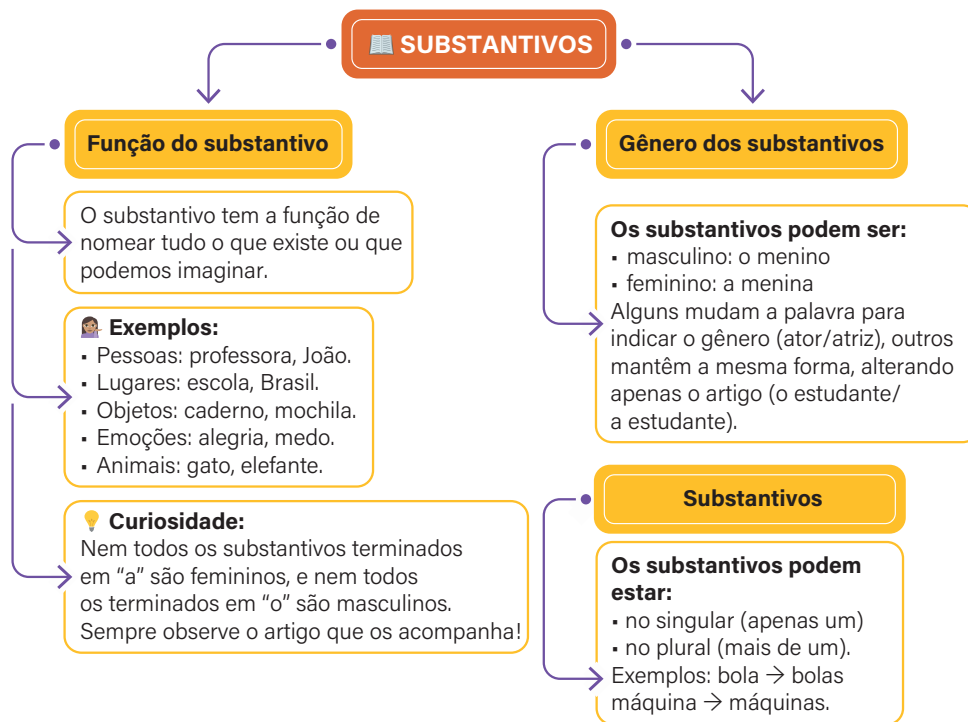 SUBSTANTIVOS
Função do substantivo
O substantivo tem a função de
nomear tudo o que existe ou que
podemos imaginar.
Exemplos:
▪ Pessoas: professora, João.
▪ Lugares: escola, Brasil.
▪ Objetos: caderno, mochila.
▪ Emoções: alegria, medo.
▪ Animais: gato, elefante.
Curiosidade:
Nem todos os substantivos terminados
em “a” são femininos, e nem todos
os terminados em “o” são masculinos.
Sempre observe o artigo que os acompanha!
Gênero dos substantivos
Os substantivos podem ser:
▪ masculino: o menino
▪ feminino: a menina
Alguns mudam a palavra para
indicar o gênero (ator/atriz), outros
mantêm a mesma forma, alterando
apenas o artigo (o estudante/
a estudante).
Substantivos
Os substantivos podem
estar:
▪ no singular (apenas um)
▪ no plural (mais de um).
Exemplos: bola → bolas
máquina → máquinas.